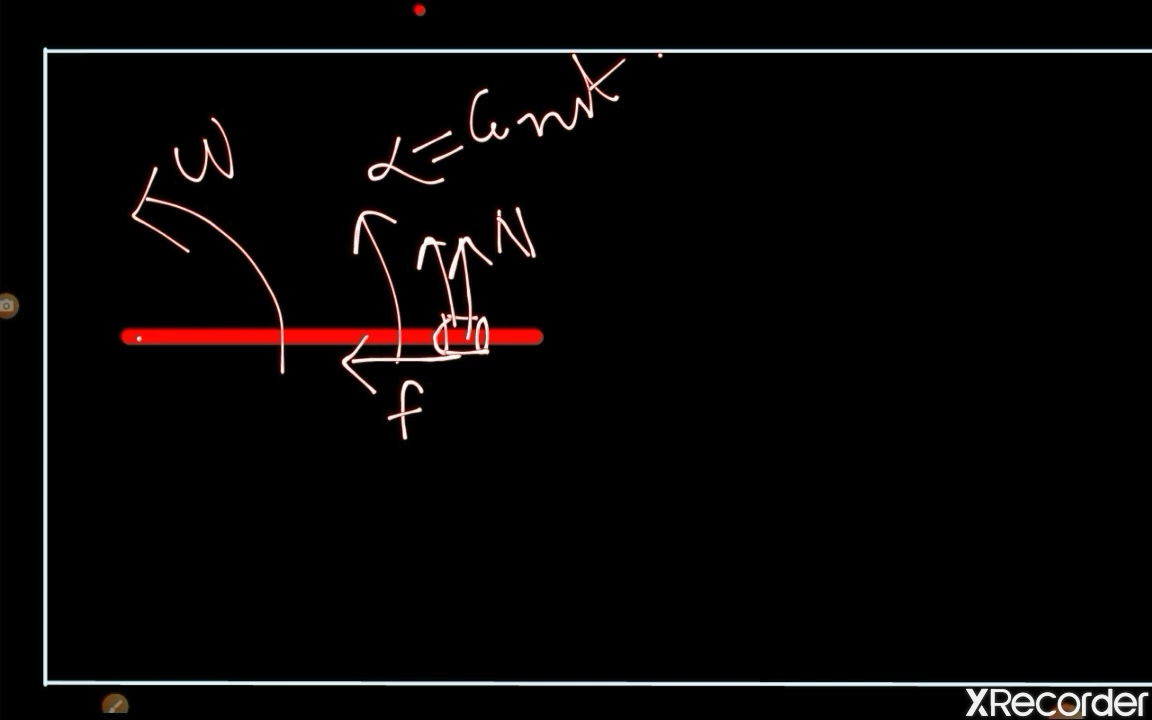 α = Const
ω
N
f
XRecorder